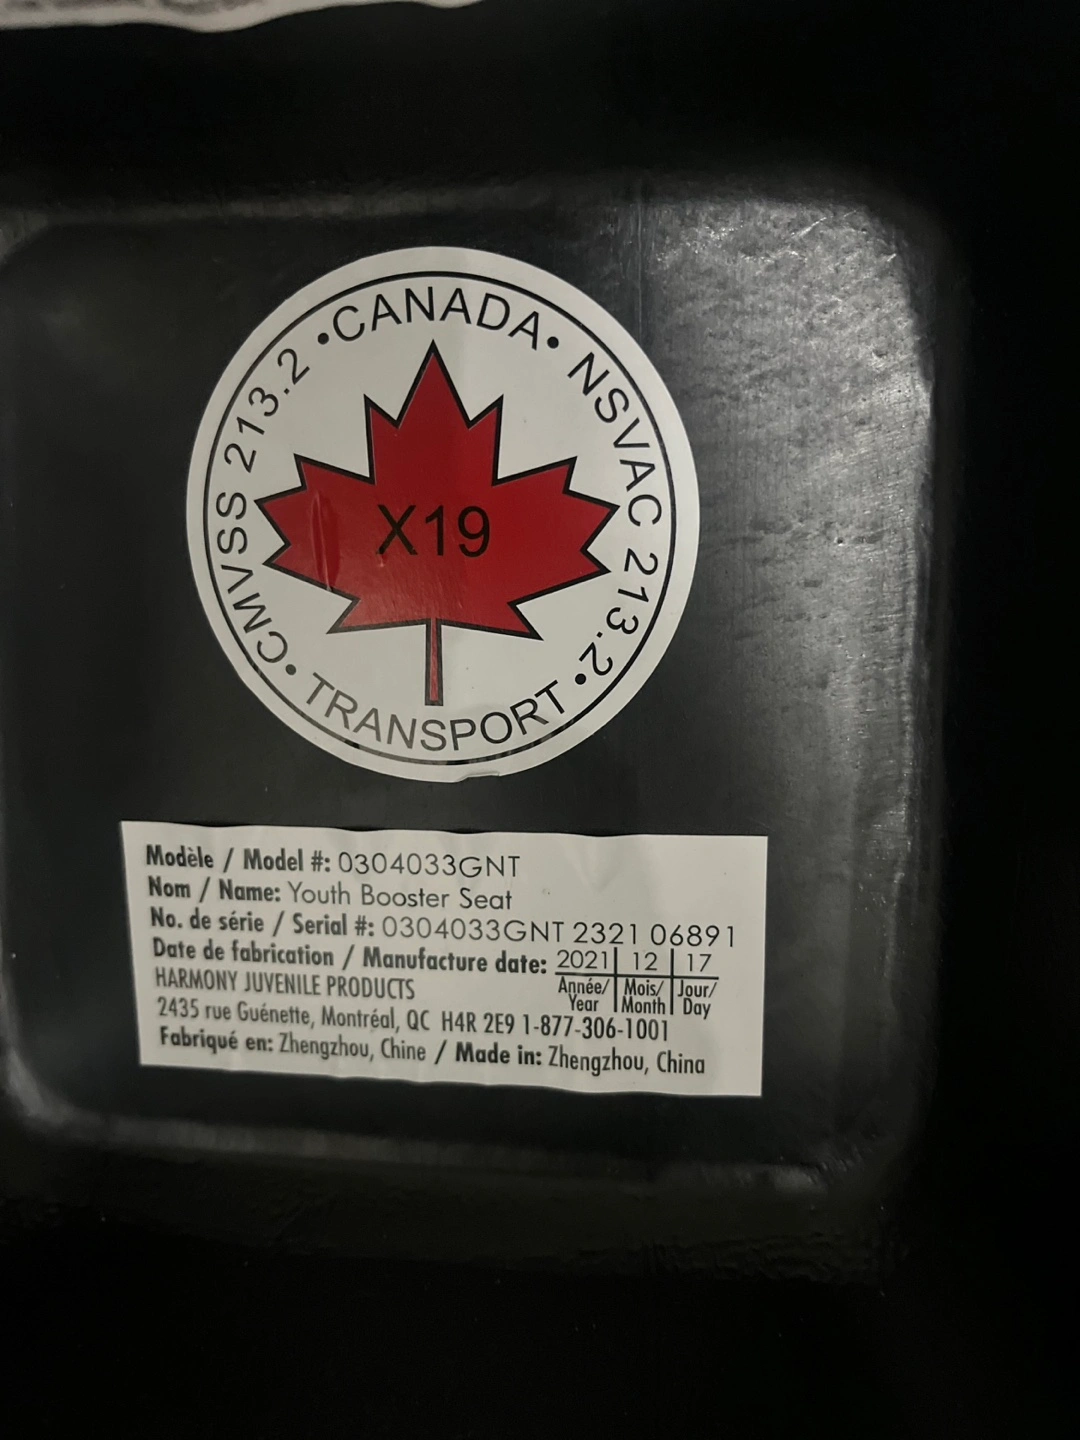 • CANADA •
NSVAC 213.2 •
TRANSPORT
• CMVSS 213.2
X19
Modèle / Model #: 0304033GNT
Nom / Name: Youth Booster Seat
No. de série / Serial #: 0304033GNT 2321 06891
Date de fabrication / Manufacture date: 2021 | 12 | 17
Année/ Year | Mois/ Month | Jour/ Day
HARMONY JUVENILE PRODUCTS
2435 rue Guénette, Montréal, QC H4R 2E9 1-877-306-1001
Fabriqué en: Zhengzhou, Chine / Made in: Zhengzhou, China